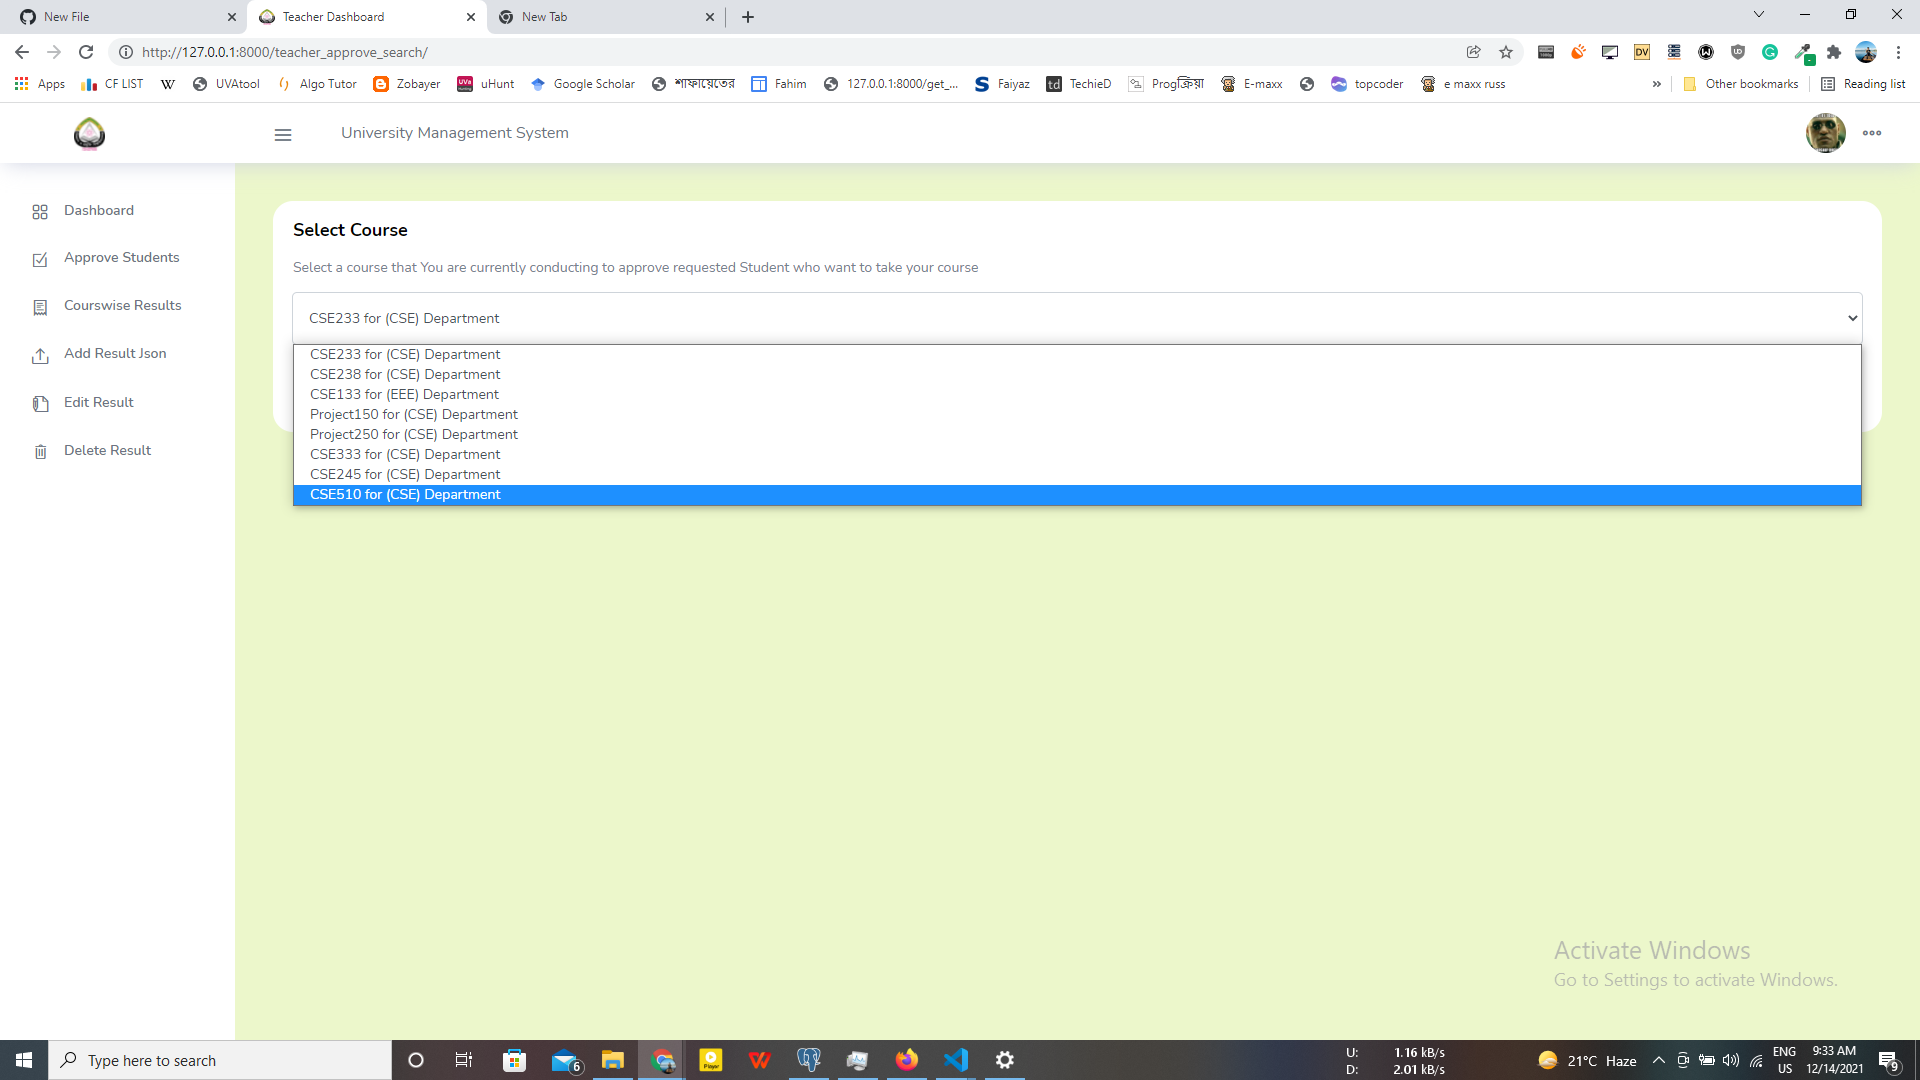 New File
Teacher Dashboard
New Tab
http://127.0.0.1:8000/teacher_approve_search/
Apps
CF LIST
W
UVAtool
Algo Tutor
Zobayer
uHunt
Google Scholar
শাফায়েতের
Fahim
127.0.0.1:8000/get_...
Faiyaz
td
TechieD
Progক্রিয়া
E-maxx
topcoder
e maxx russ
»
Other bookmarks
Reading list
DV
University Management System
Dashboard
Approve Students
Courswise Results
Add Result Json
Edit Result
Delete Result
Select Course
Select a course that You are currently conducting to approve requested Student who want to take your course
CSE233 for (CSE) Department
CSE233 for (CSE) Department
CSE238 for (CSE) Department
CSE133 for (EEE) Department
Project150 for (CSE) Department
Project250 for (CSE) Department
CSE333 for (CSE) Department
CSE245 for (CSE) Department
CSE510 for (CSE) Department
Activate Windows
Go to Settings to activate Windows.
Type here to search
6
Player
U: 1.16 kB/s
D: 2.01 kB/s
21°C Haze
ENG
US
9:33 AM
12/14/2021
9